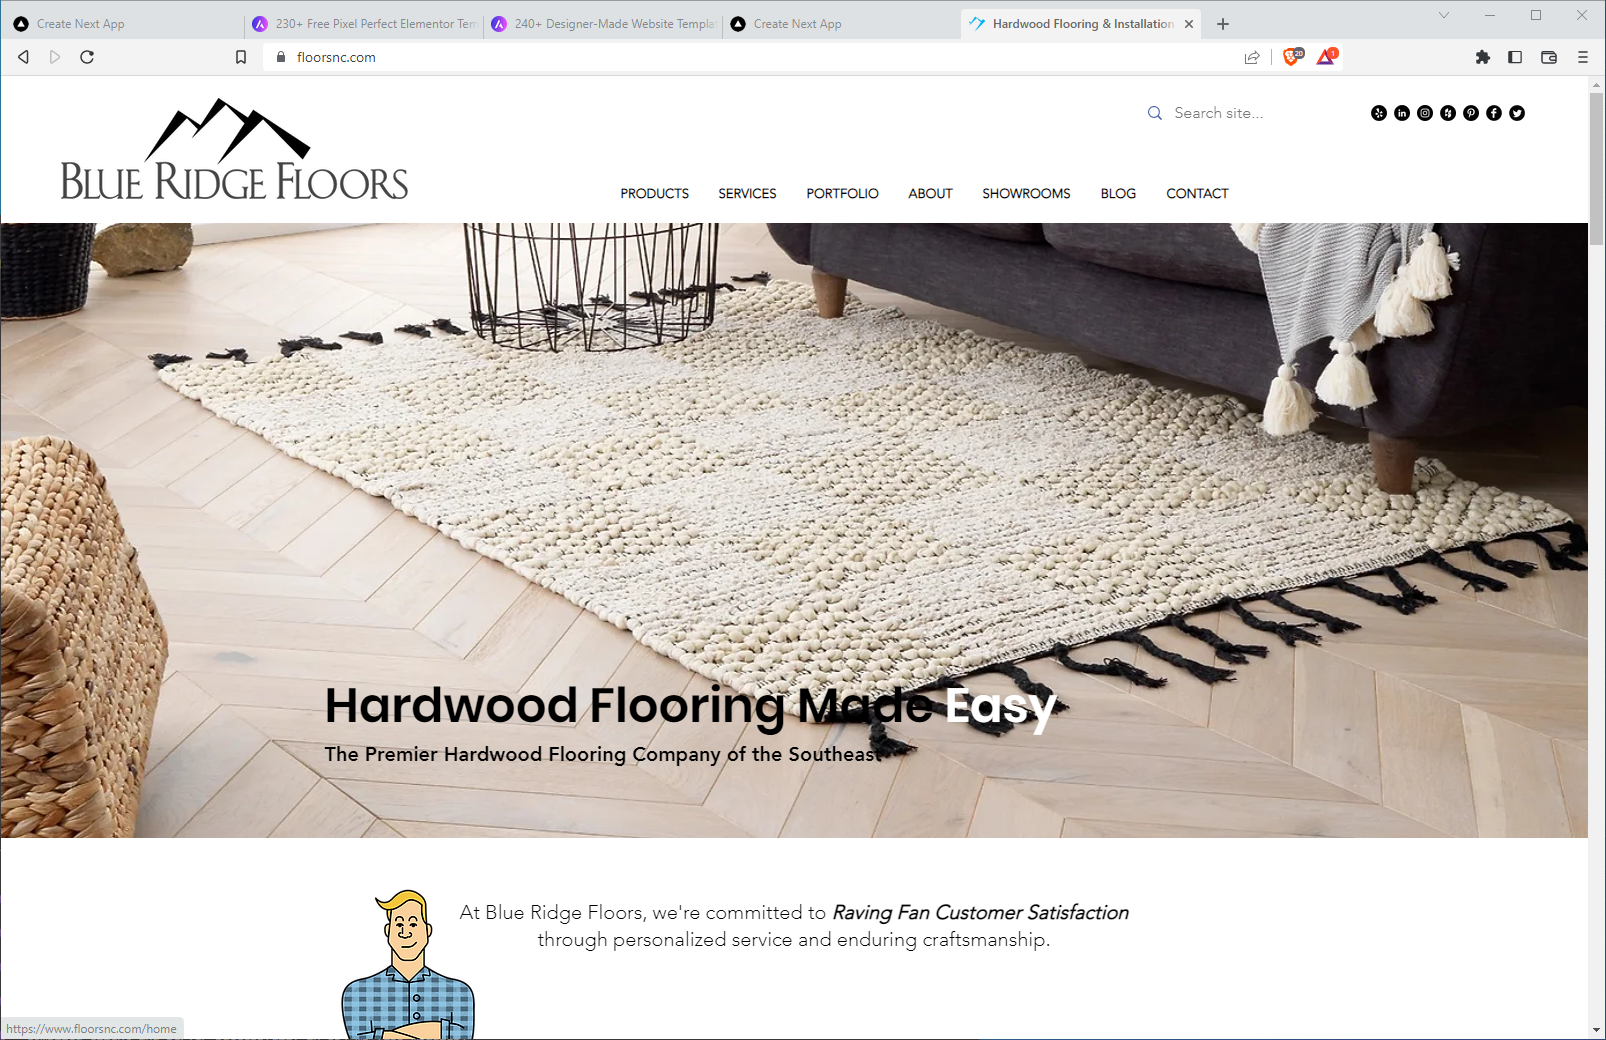 Create Next App
230+ Free Pixel Perfect Elementor Tem
240+ Designer-Made Website Templa
Create Next App
Hardwood Flooring & Installation
floorsnc.com
20
1
BLUE RIDGE FLOORS
Search site...
PRODUCTS SERVICES PORTFOLIO ABOUT SHOWROOMS BLOG CONTACT
Hardwood Flooring Made Easy
The Premier Hardwood Flooring Company of the Southeast
At Blue Ridge Floors, we're committed to Raving Fan Customer Satisfaction
through personalized service and enduring craftsmanship.
https://www.floorsnc.com/home